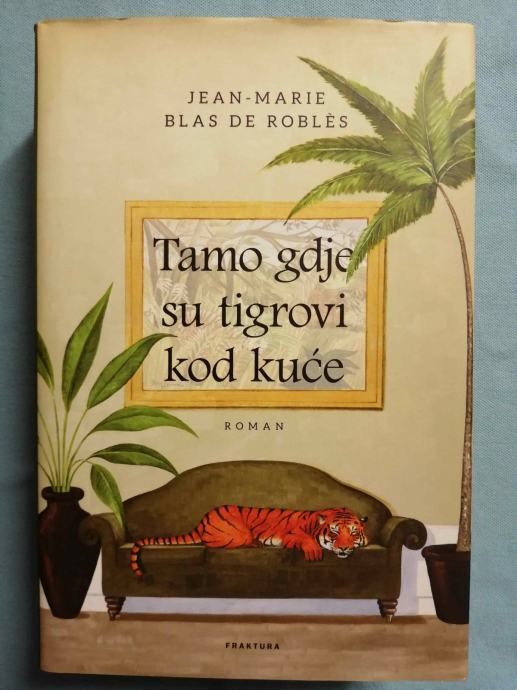 JEAN-MARIE
BLAS DE ROBLÈS
Tamo gdje
su tigrovi
kod kuće
ROMAN
FRAKTURA